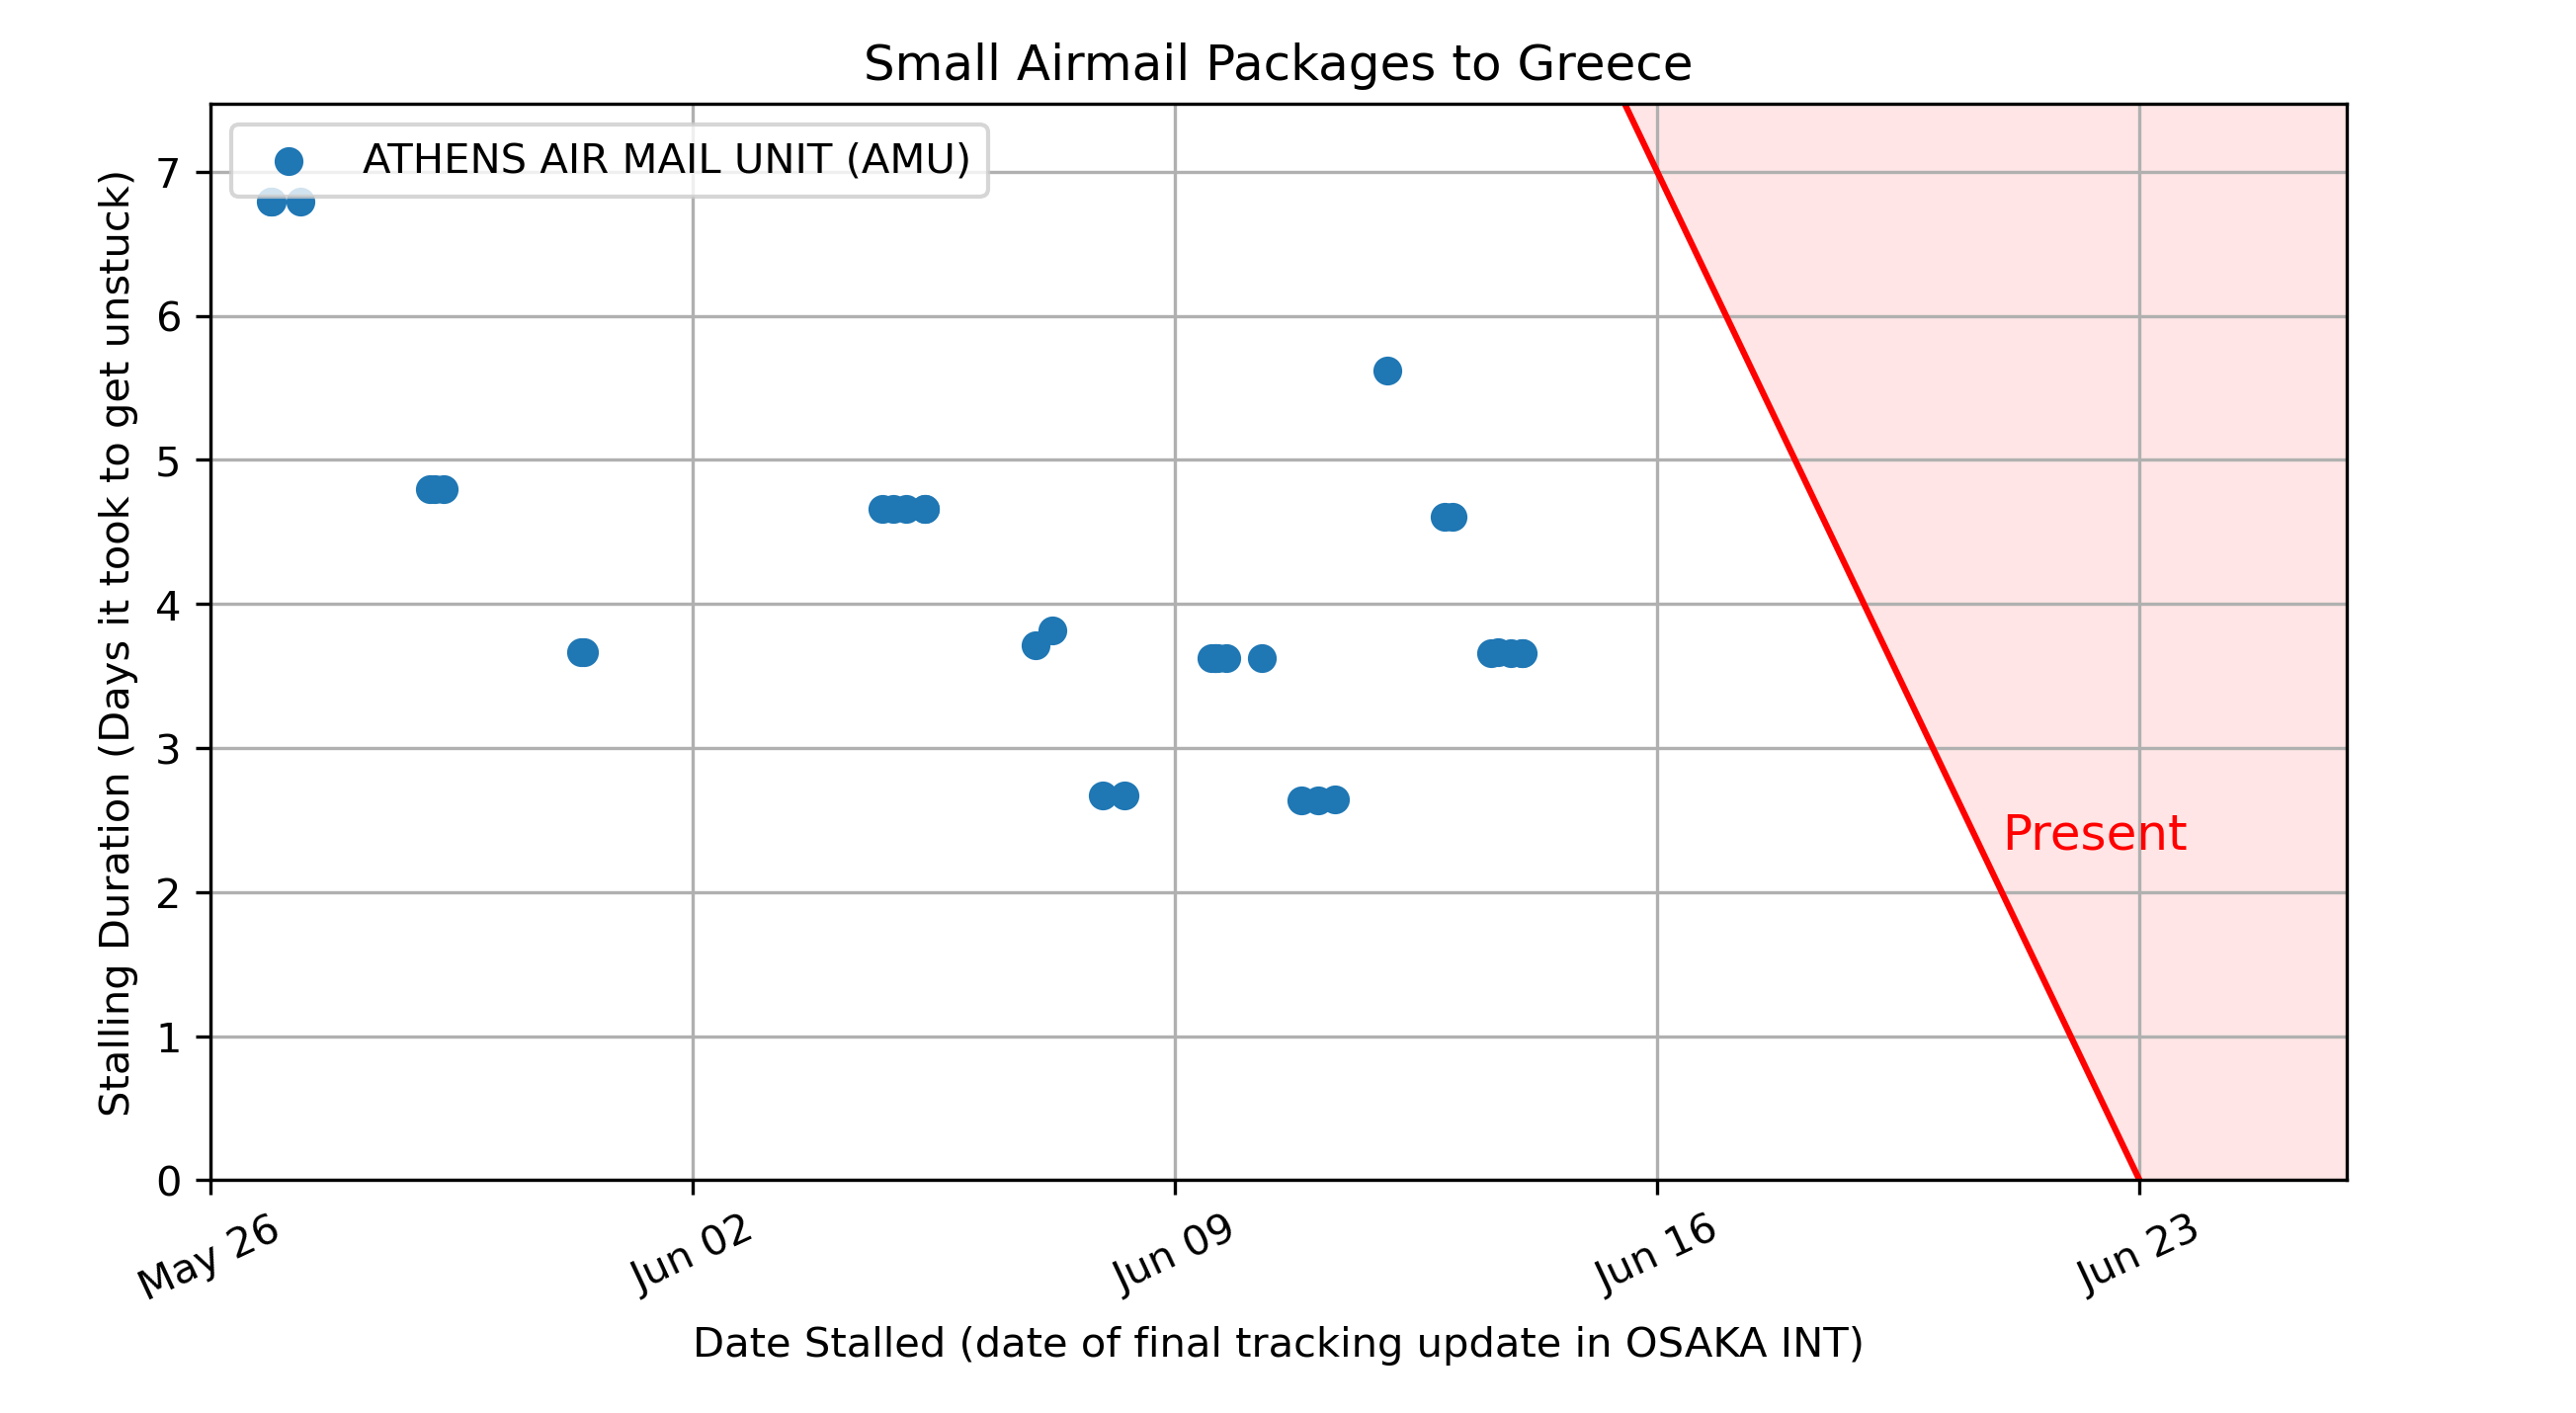 Small Airmail Packages to Greece
ATHENS AIR MAIL UNIT (AMU)
Stalling Duration (Days it took to get unstuck)
7
6
5
4
3
2
1
0
Present
May 26
Jun 02
Jun 09
Jun 16
Jun 23
Date Stalled (date of final tracking update in OSAKA INT)